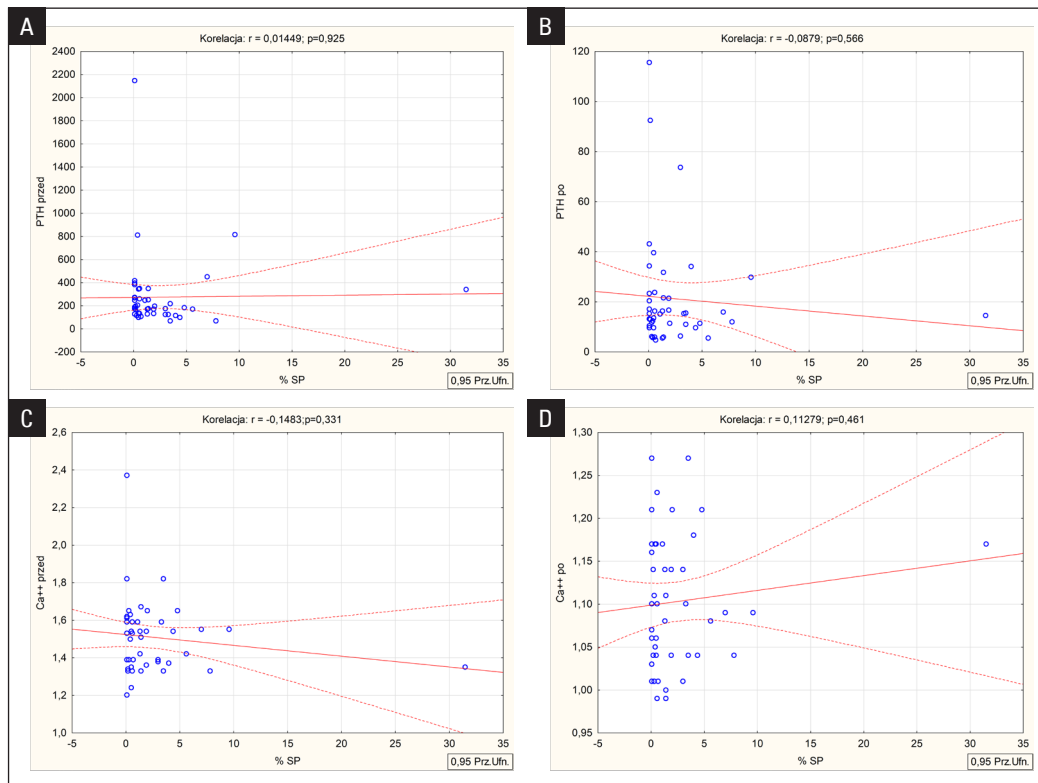 A
Korelacja: r = 0,01449; p=0,925
2400
2200
2000
1800
1600
1400
1200
1000
800
600
400
200
0
-200
PTH przed
-5 0 5 10 15 20 25 30 35
% SP
0,95 Prz.Ufn.
B
Korelacja: r = -0,0879; p=0,566
120
100
80
60
40
20
0
PTH po
-5 0 5 10 15 20 25 30 35
% SP
0,95 Prz.Ufn.
C
Korelacja: r = -0,1483;p=0,331
2,6
2,4
2,2
2,0
1,8
1,6
1,4
1,2
1,0
Ca++ przed
-5 0 5 10 15 20 25 30 35
% SP
0,95 Prz.Ufn.
D
Korelacja: r = 0,11279; p=0,461
1,30
1,25
1,20
1,15
1,10
1,05
1,00
0,95
Ca++ po
-5 0 5 10 15 20 25 30 35
% SP
0,95 Prz.Ufn.